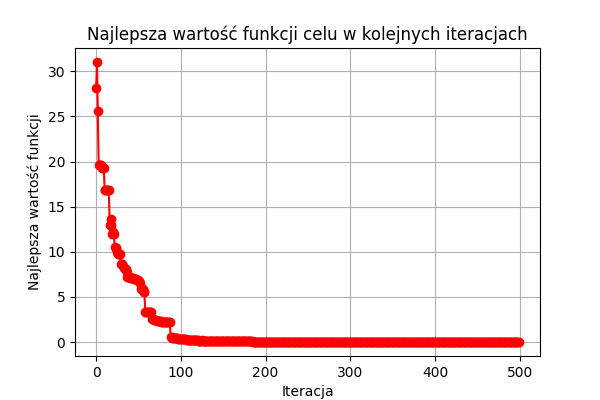 Najlepsza wartość funkcji celu w kolejnych iteracjach
Najlepsza wartość funkcji
30
25
20
15
10
5
0
0 100 200 300 400 500
Iteracja